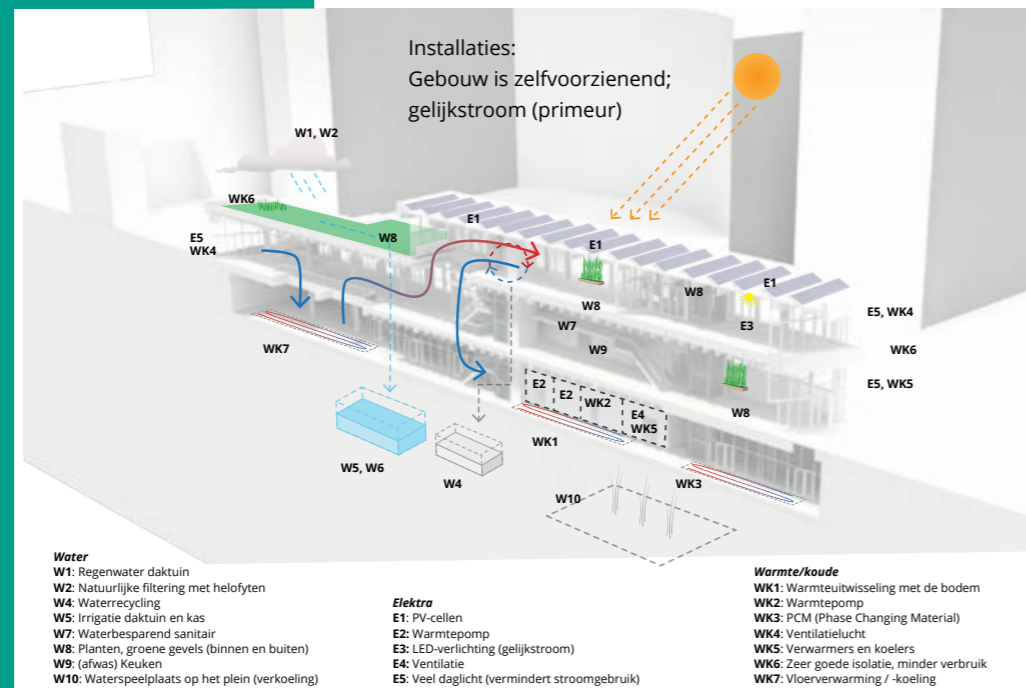 Installaties:
Gebouw is zelfvoorzienend;
gelijkstroom (primeur)
W1, W2
WK6
E1
W8
E5
WK4
E1
E1
W8
W8
E3
E5, WK4
W7
W9
WK6
WK7
E5, WK5
E2
E2
WK2
E4
WK5
W8
WK1
W5, W6
W4
WK3
W10
Water
W1: Regenwater daktuin
W2: Natuurlijke filtering met helofyten
W4: Waterrecycling
W5: Irrigatie daktuin en kas
W7: Waterbesparend sanitair
W8: Planten, groene gevels (binnen en buiten)
W9: (afwas) Keuken
W10: Waterspeelplaats op het plein (verkoeling)
Elektra
E1: PV-cellen
E2: Warmtepomp
E3: LED-verlichting (gelijkstroom)
E4: Ventilatie
E5: Veel daglicht (vermindert stroomgebruik)
Warmte/koude
WK1: Warmteuitwisseling met de bodem
WK2: Warmtepomp
WK3: PCM (Phase Changing Material)
WK4: Ventilatielucht
WK5: Verwarmers en koelers
WK6: Zeer goede isolatie, minder verbruik
WK7: Vloerverwarming / -koeling